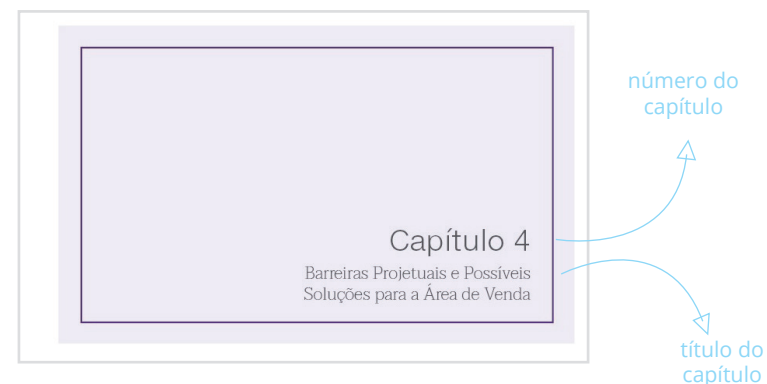 número do
capítulo
Capítulo 4
Barreiras Projetuais e Possíveis
Soluções para a Área de Venda
título do
capítulo